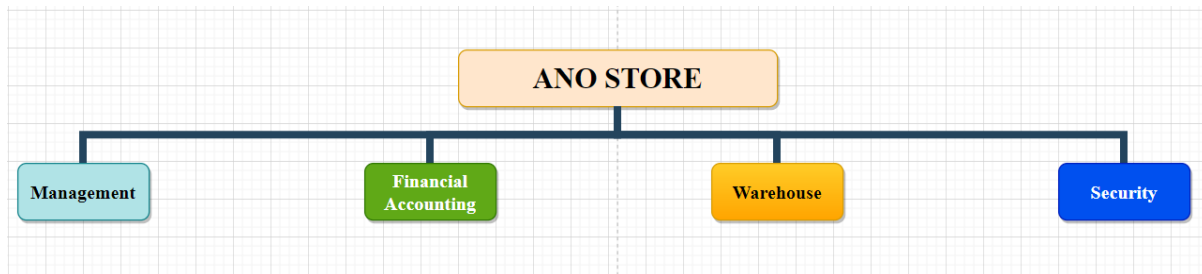 ANO STORE
Management
Financial
Accounting
Warehouse
Security